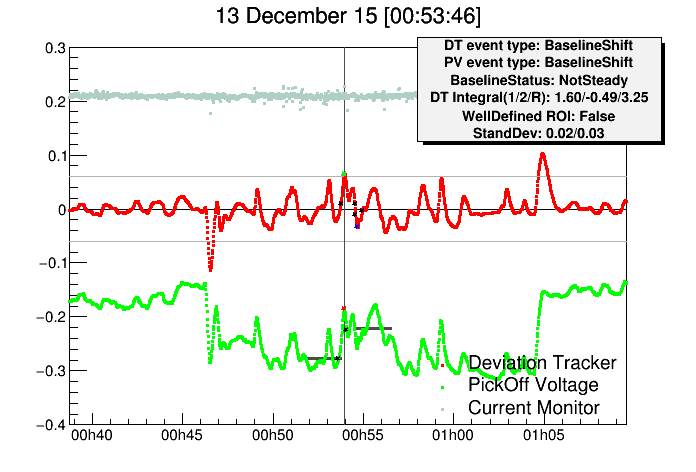 13 December 15 [00:53:46]
DT event type: BaselineShift
PV event type: BaselineShift
BaselineStatus: NotSteady
DT Integral(1/2/R): 1.60/-0.49/3.25
WellDefined ROI: False
StandDev: 0.02/0.03
0.3
0.2
0.1
0
-0.1
-0.2
-0.3
-0.4
Deviation Tracker
PickOff Voltage
Current Monitor
00h40 00h45 00h50 00h55 01h00 01h05